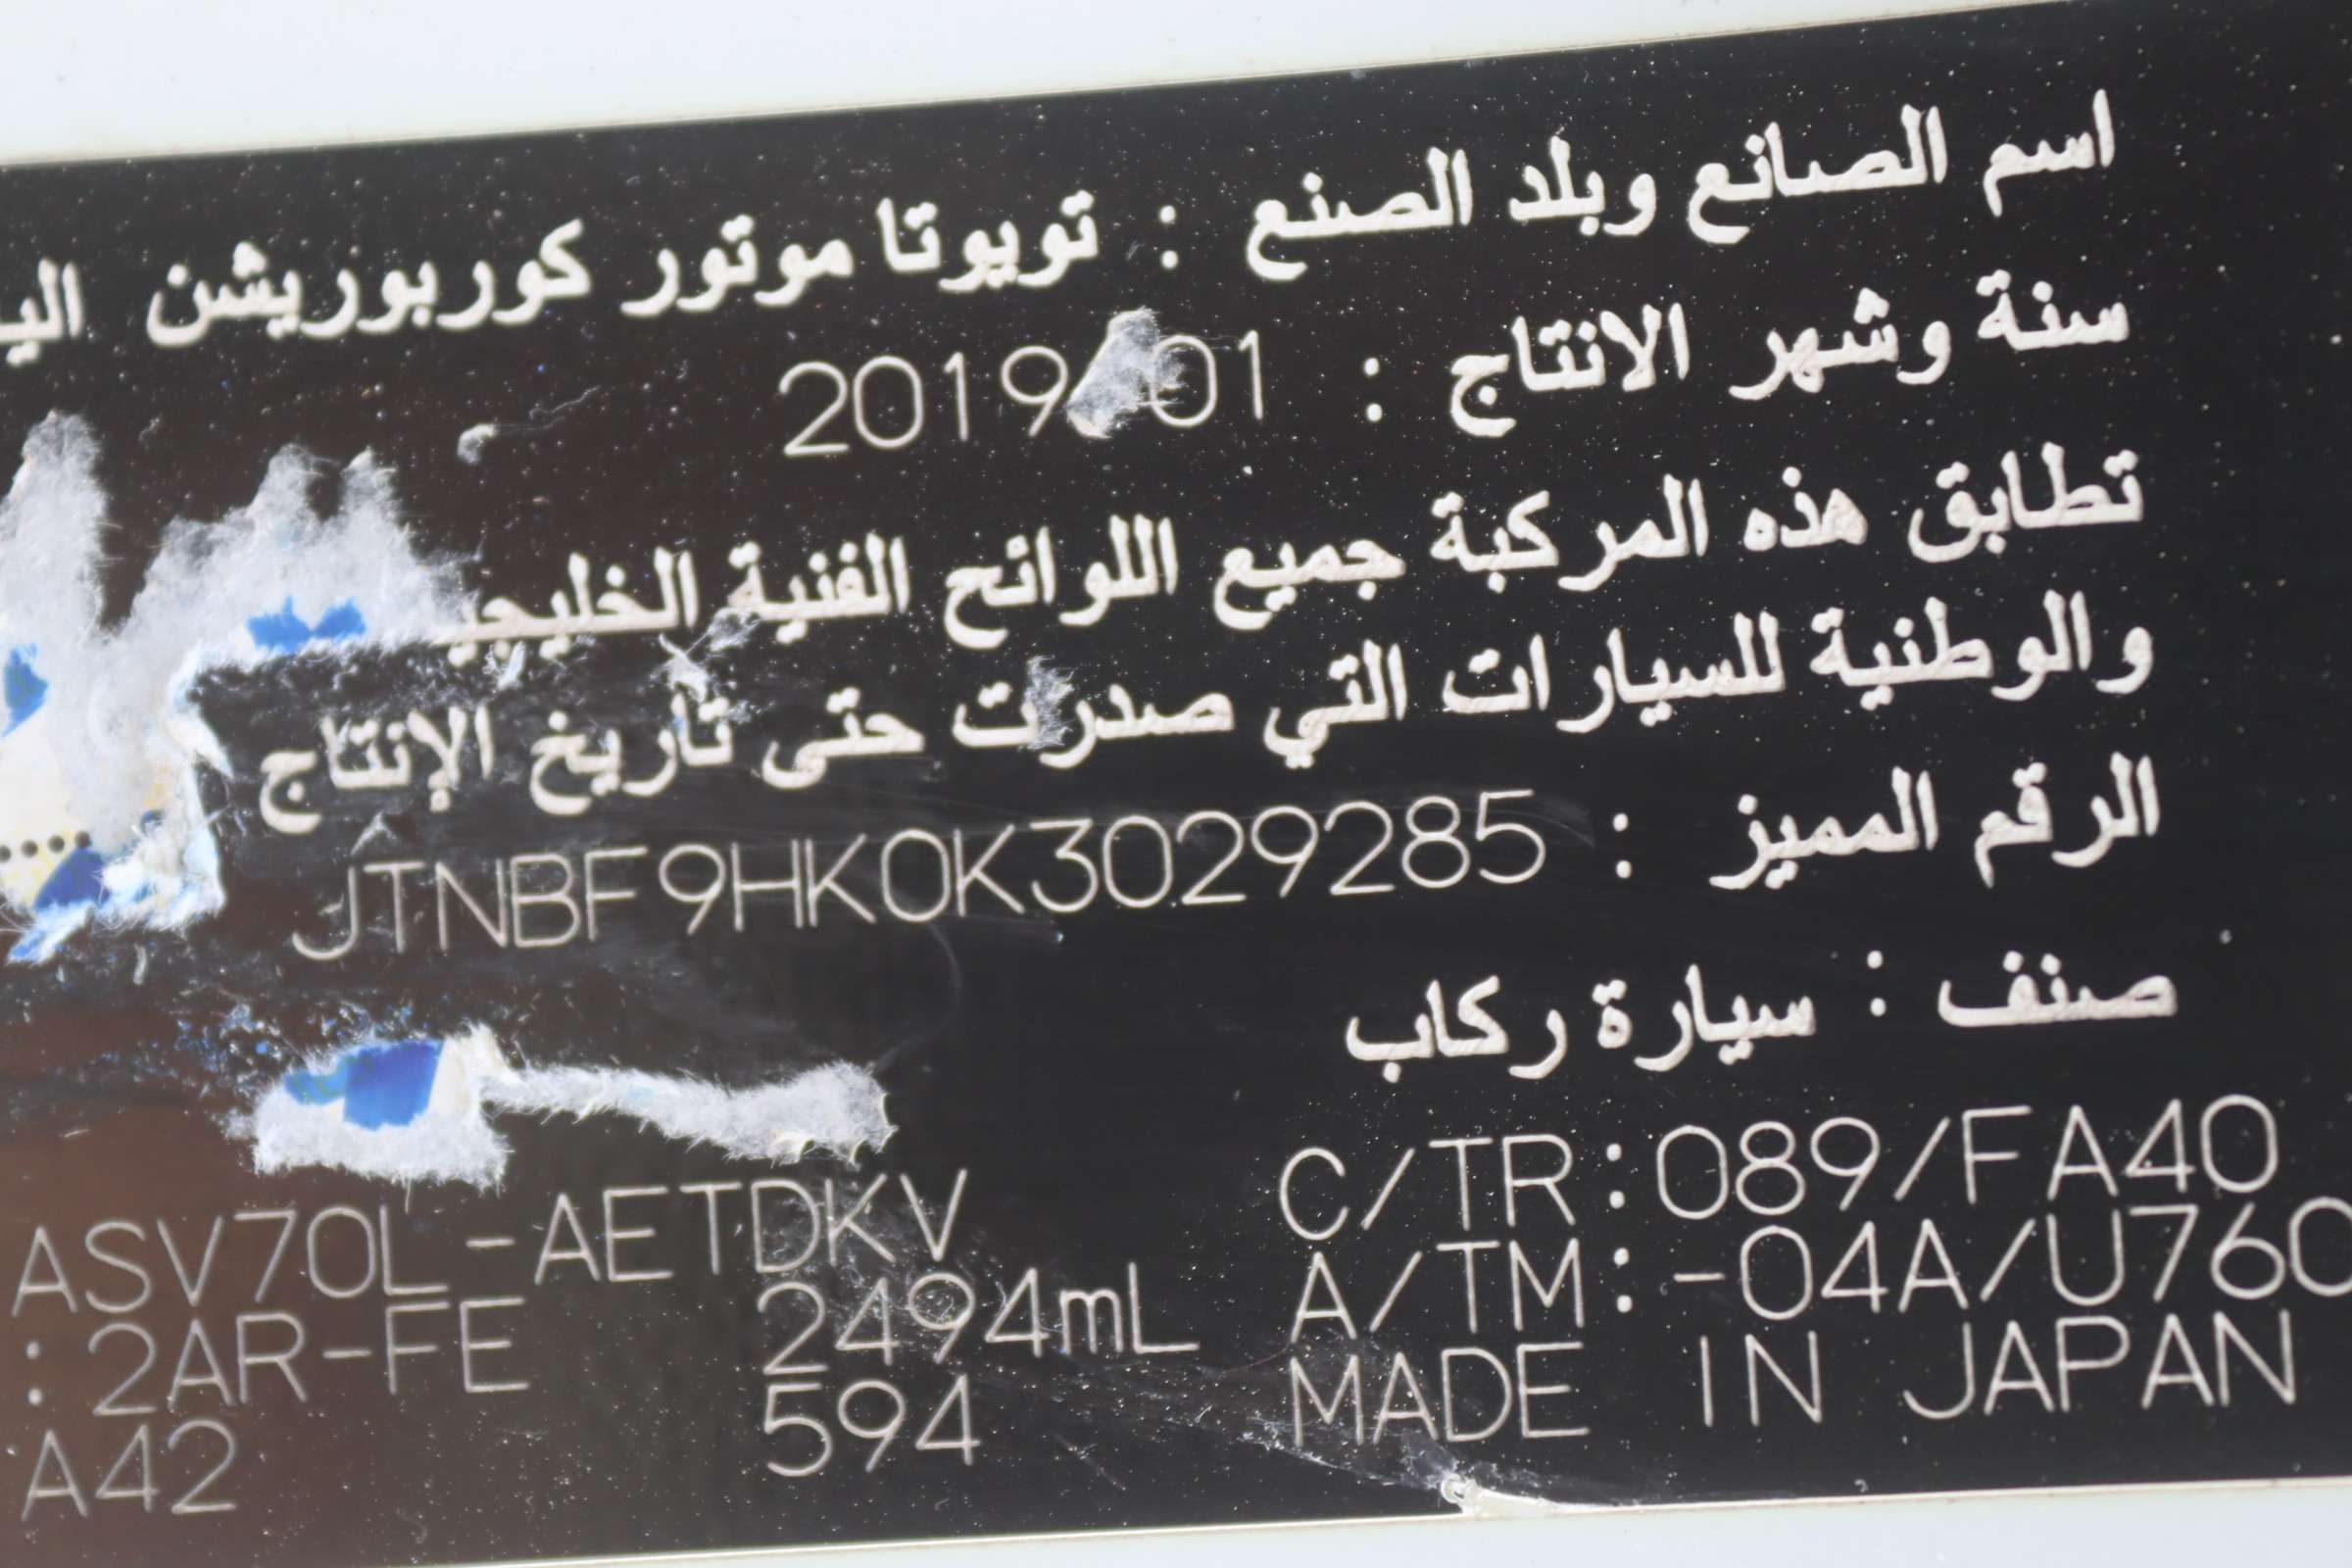 اسم الصانع وبلد الصنع : تويوتا موتور كوربوريشن
سنة وشهر الانتاج : 2019 01
تطابق هذه المركبة جميع اللوائح الفنية
والوطنية للسيارات التي صدرت حتى تاريخ الإنتاج
الرقم المميز : JTNBF9HK0K3029285
صنف : سيارة ركاب
ASV70L-AETDKV C/TR:089/FA40
: 2AR-FE 2494mL A/TM:-04A/U760
A42 594 MADE IN JAPAN